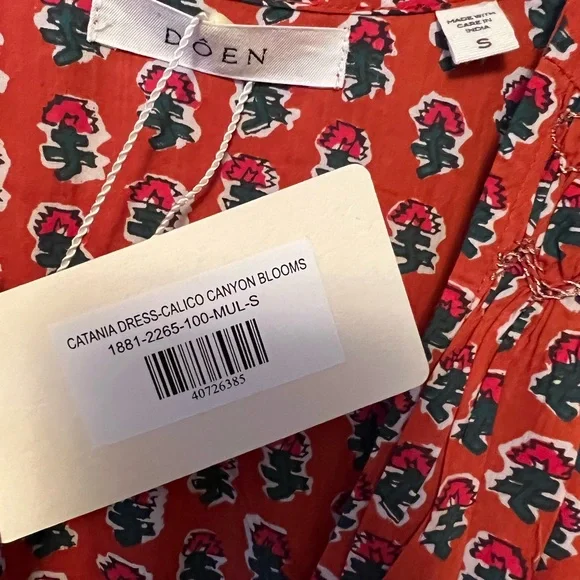 DÔEN
MADE WITH
CARE IN
INDIA
S
CATANIA DRESS-CALICO CANYON BLOOMS
1881-2265-100-MUL-S
40726385